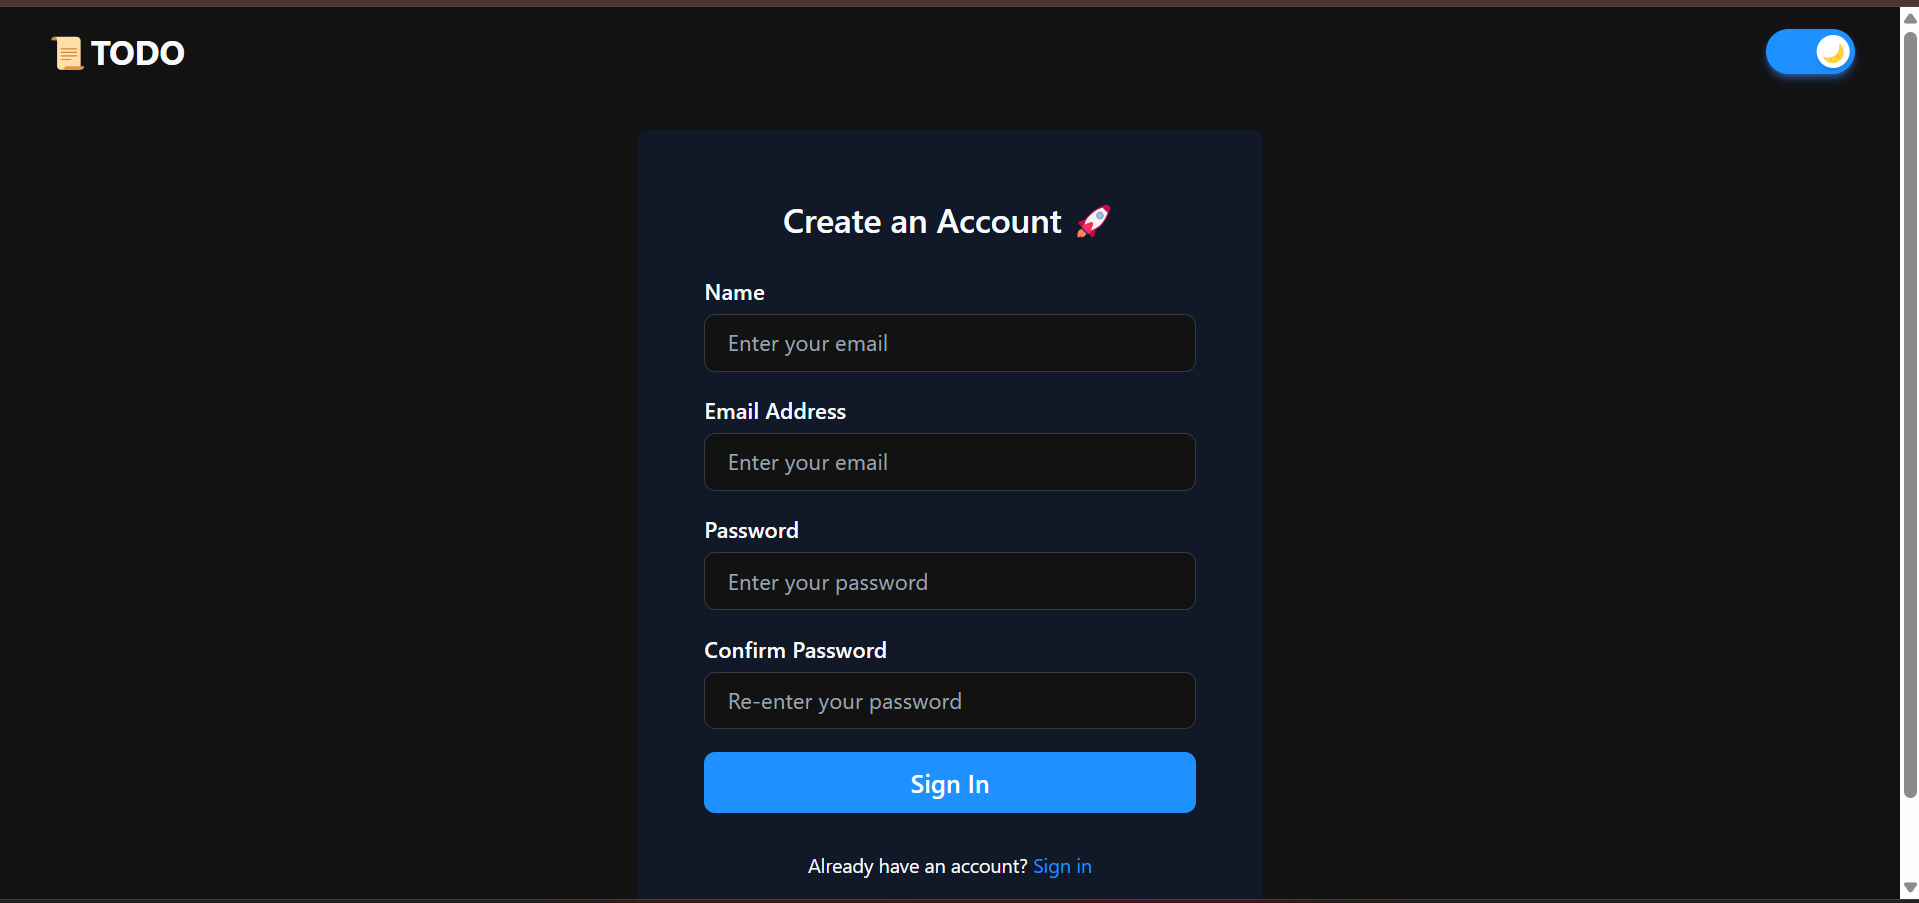 TODO
Create an Account 🚀
Name
Enter your email
Email Address
Enter your email
Password
Enter your password
Confirm Password
Re-enter your password
Sign In
Already have an account? Sign in